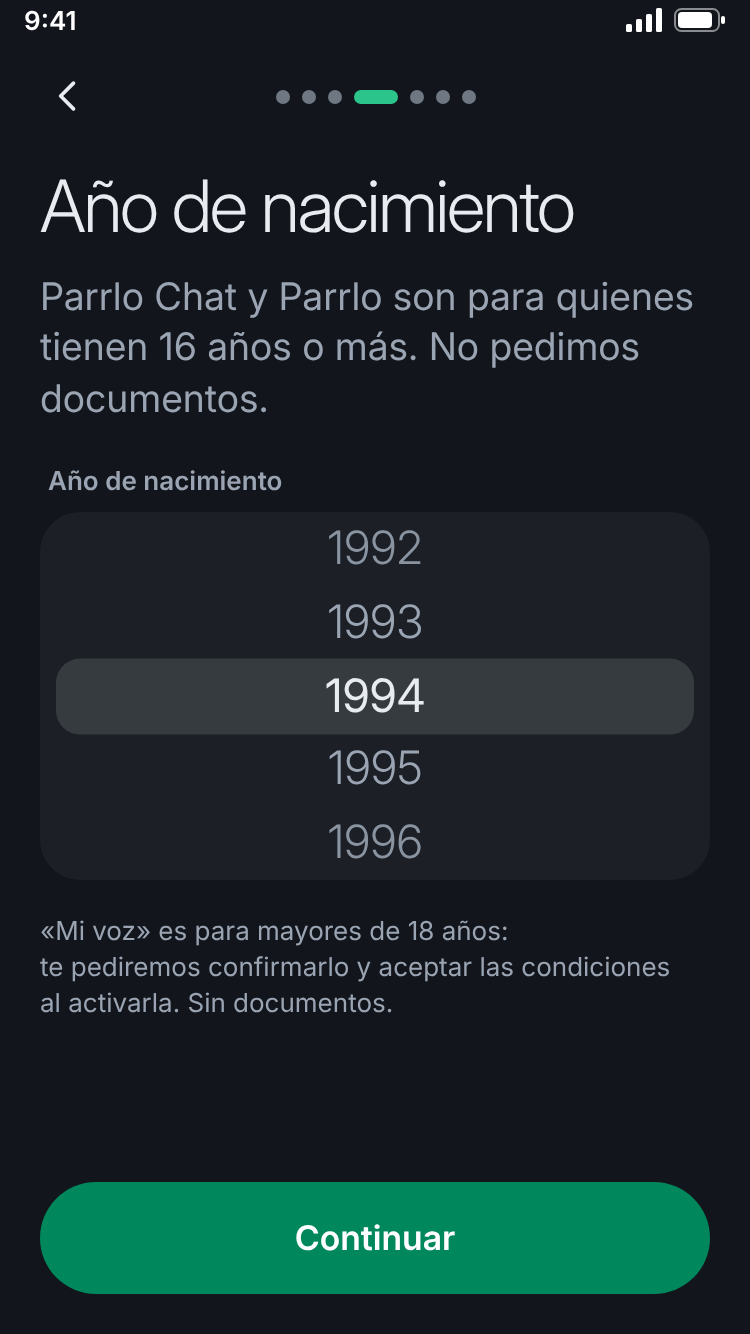 9:41
Año de nacimiento
Parrlo Chat y Parrlo son para quienes
tienen 16 años o más. No pedimos
documentos.
Año de nacimiento
1992
1993
1994
1995
1996
«Mi voz» es para mayores de 18 años:
te pediremos confirmarlo y aceptar las condiciones
al activarla. Sin documentos.
Continuar